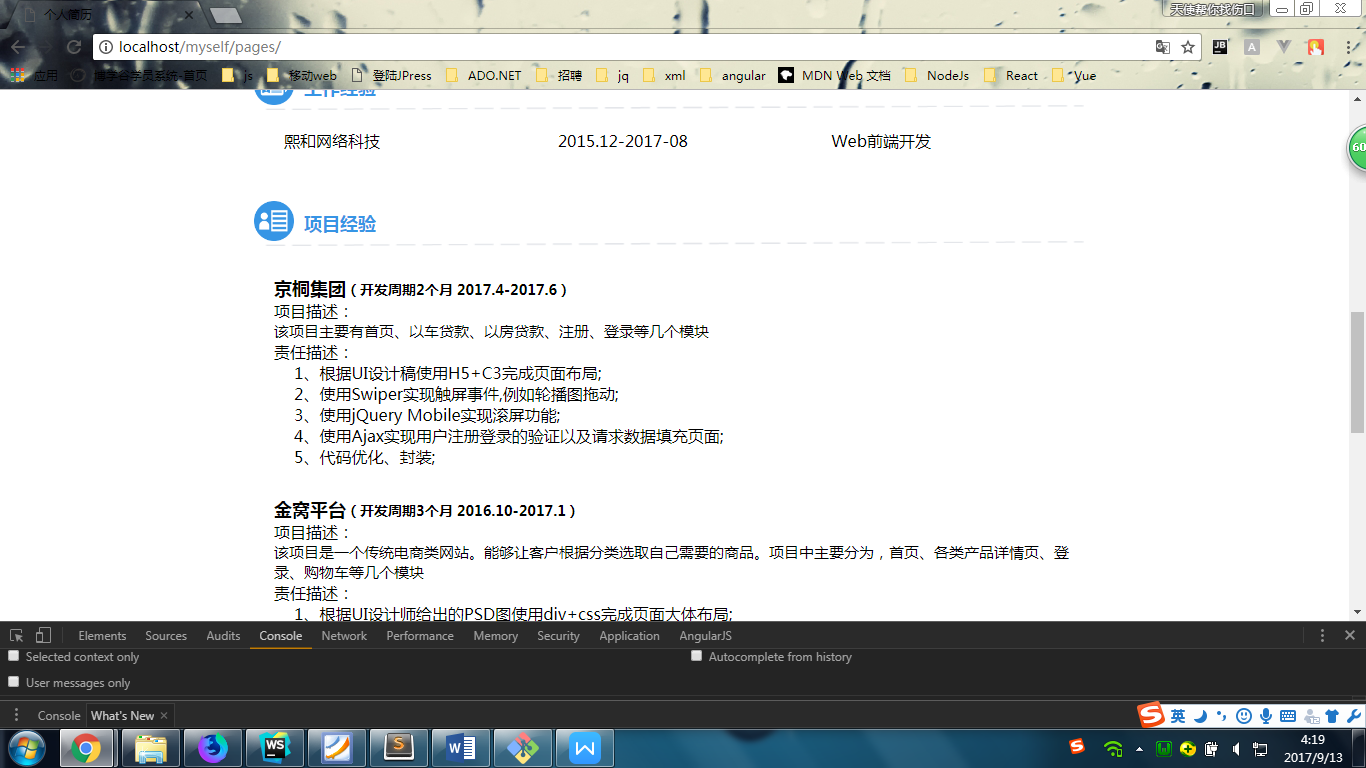 个人简历
天使帮你找伤口
localhost/myself/pages/
应用
学员系统-首页
js
移动web
登陆JPress
ADO.NET
招聘
jq
xml
angular
MDN Web 文档
NodeJs
React
Vue
工作经验
熙和网络科技 2015.12-2017-08 Web前端开发
60
项目经验
京桐集团 ( 开发周期2个月 2017.4-2017.6 )
项目描述：
该项目主要有首页、以车贷款、以房贷款、注册、登录等几个模块
责任描述：
1、根据UI设计稿使用H5+C3完成页面布局;
2、使用Swiper实现触屏事件,例如轮播图拖动;
3、使用jQuery Mobile实现滚屏功能;
4、使用Ajax实现用户注册登录的验证以及请求数据填充页面;
5、代码优化、封装;
金窝平台 ( 开发周期3个月 2016.10-2017.1 )
项目描述：
该项目是一个传统电商类网站。能够让客户根据分类选取自己需要的商品。项目中主要分为，首页、各类产品详情页、登
录、购物车等几个模块
责任描述：
1、根据UI设计师给出的PSD图使用div+css完成页面大体布局;
Elements Sources Audits Console Network Performance Memory Security Application AngularJS
Selected context only Autocomplete from history
User messages only
Console What's New
英
4:19
2017/9/13